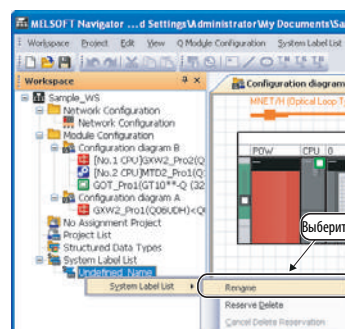 MELSOFT Navigator ...d Settings\Administrator\My Documents\Sa
Workspace Project Edit View Q Module Configuration System Label List
Workspace
Configuration diagram
MNET/H (Optical Loop T
Sample_WS
Network Configuration
Network Configuration
Module Configuration
Configuration diagram B
[No.1 CPU]GXW2_Pro2(Q
[No.2 CPU]MTD2_Pro1(Q
GOT_Pro1(GT10**-Q (32
Configuration diagram A
GXW2_Pro1(Q06UDH)<Q
No Assignment Project
Project List
Structured Data Types
System Label List
Undefined_Name
POW CPU 0
Выберит
System Label List
Rename
Reserve Delete
Cancel Delete Reservation